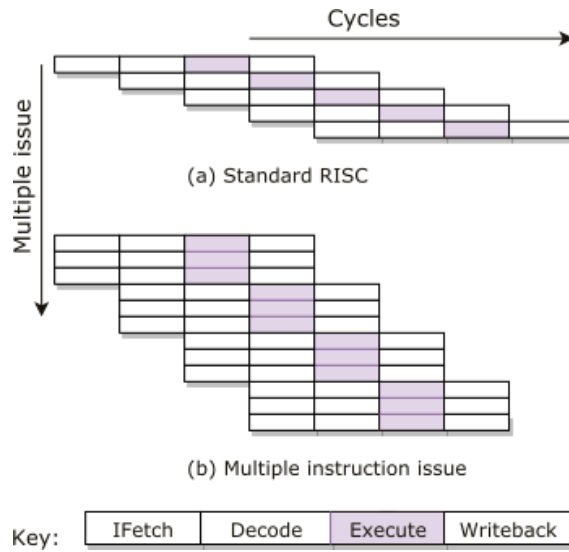 Cycles
Multiple issue
(a) Standard RISC
(b) Multiple instruction issue
Key: IFetch Decode Execute Writeback